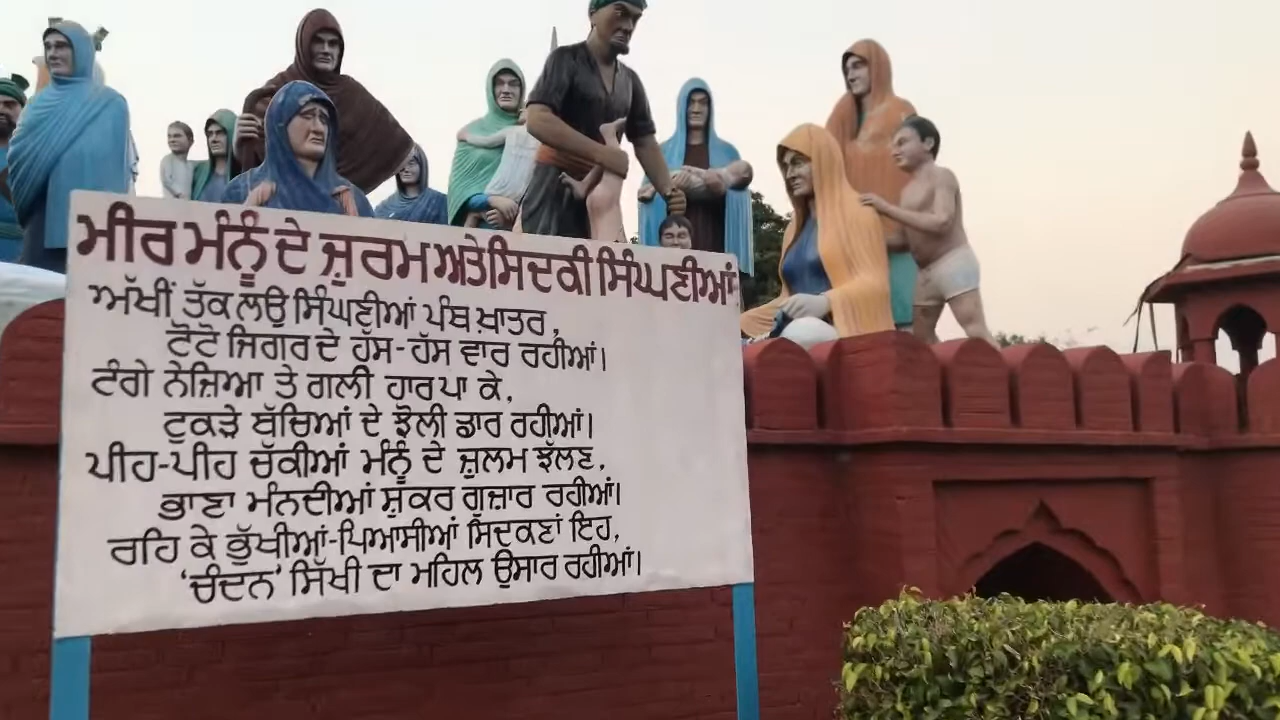 ਮੀਰ ਮੰਨੂੰ ਦੇ ਜ਼ੁਰਮ ਅਤੇ ਸਿਦਕੀ ਸਿੰਘਣੀਆਂ
ਅੱਖੀਂ ਤੱਕ ਲਉ ਸਿੰਘਣੀਆਂ ਪੰਥ ਖ਼ਾਤਰ,
ਟੋਟੋ ਜਿਗਰ ਦੇ ਹੱਸ-ਹੱਸ ਵਾਰ ਰਹੀਆਂ।
ਟੰਗੇ ਨੇਜ਼ਿਆ ਤੇ ਗਲੀ ਹਾਰ ਪਾ ਕੇ,
ਟੁਕੜੇ ਬੱਚਿਆਂ ਦੇ ਝੋਲੀ ਡਾਰ ਰਹੀਆਂ।
ਪੀਹ-ਪੀਹ ਚੱਕੀਆਂ ਮੰਨੂੰ ਦੇ ਜ਼ੁਲਮ ਝੱਲਣ,
ਭਾਣਾ ਮੰਨਦੀਆਂ ਸ਼ੁਕਰ ਗੁਜ਼ਾਰ ਰਹੀਆਂ।
ਰਹਿ ਕੇ ਭੁੱਖੀਆਂ-ਪਿਆਸੀਆਂ ਸਿਦਕਣਾਂ ਇਹ,
'ਚੰਦਨ' ਸਿੱਖੀ ਦਾ ਮਹਿਲ ਉਸਾਰ ਰਹੀਆਂ।